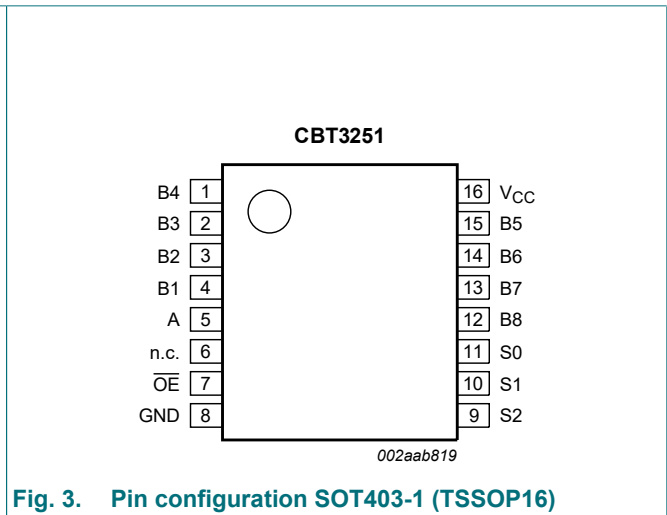 CBT3251
B4 1 16 VCC
B3 2 15 B5
B2 3 14 B6
B1 4 13 B7
A 5 12 B8
n.c. 6 11 S0
OE 7 10 S1
GND 8 9 S2
002aab819
Fig. 3. Pin configuration SOT403-1 (TSSOP16)